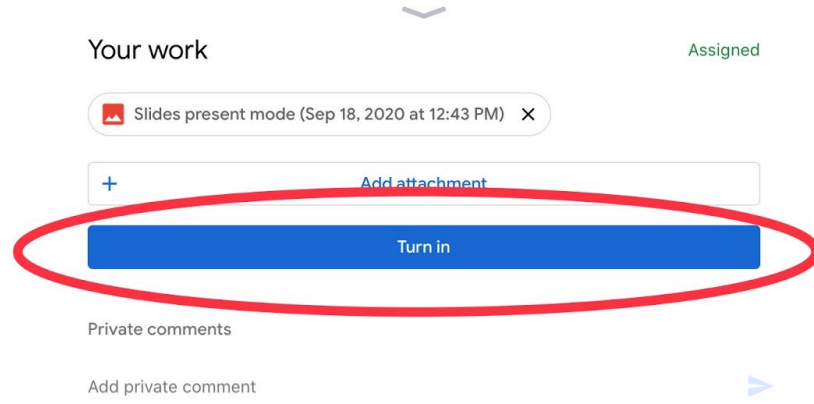 Your work
Assigned
Slides present mode (Sep 18, 2020 at 12:43 PM)
Add attachment
Turn in
Private comments
Add private comment